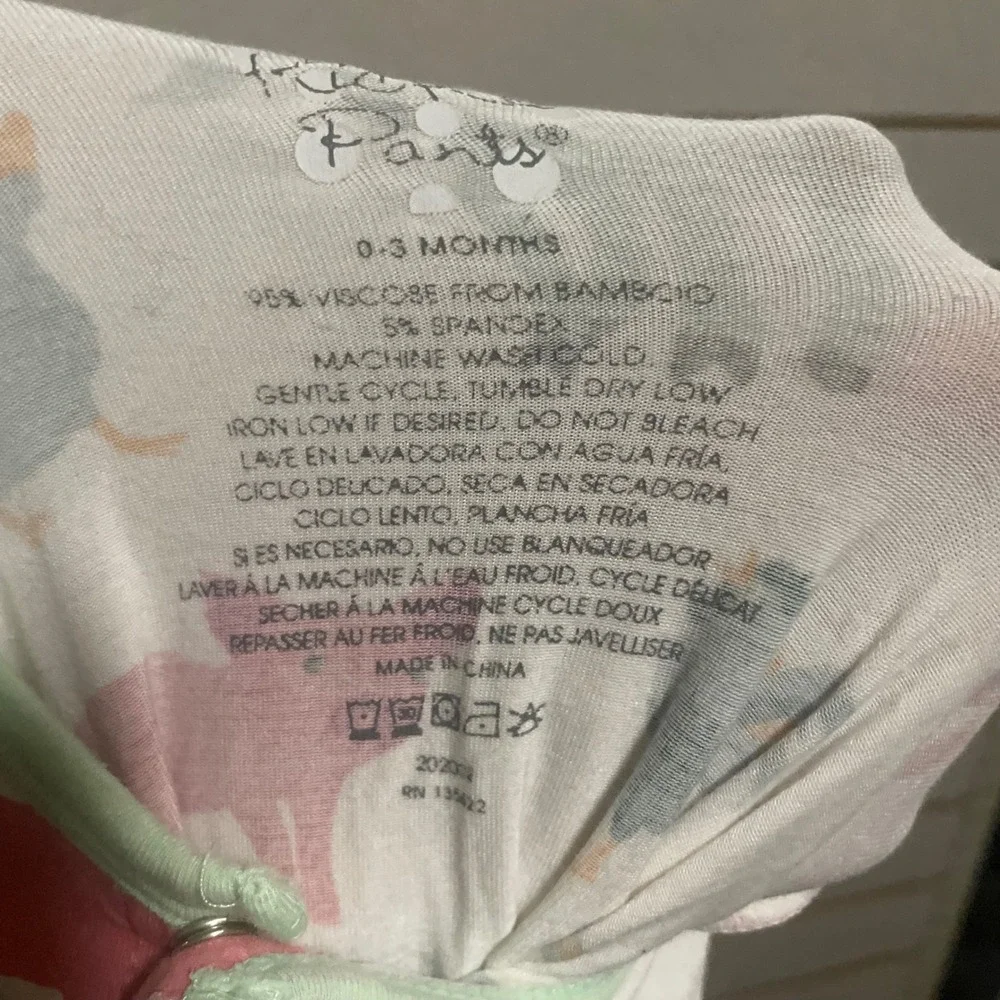 Pants®
0-3 MONTHS
95% VISCOSE FROM BAMBOO
5% SPANDEX
MACHINE WASH COLD.
GENTLE CYCLE. TUMBLE DRY LOW
IRON LOW IF DESIRED. DO NOT BLEACH
LAVE EN LAVADORA CON AGUA FRÍA,
CICLO DELICADO. SECA EN SECADORA
CICLO LENTO. PLANCHA FRÍA
SI ES NECESARIO, NO USE BLANQUEADOR
LAVER À LA MACHINE À L'EAU FROID. CYCLE DÉLICAT
SECHER À LA MACHINE CYCLE DOUX
REPASSER AU FER FROID. NE PAS JAVELLISER
MADE IN CHINA
30
RN